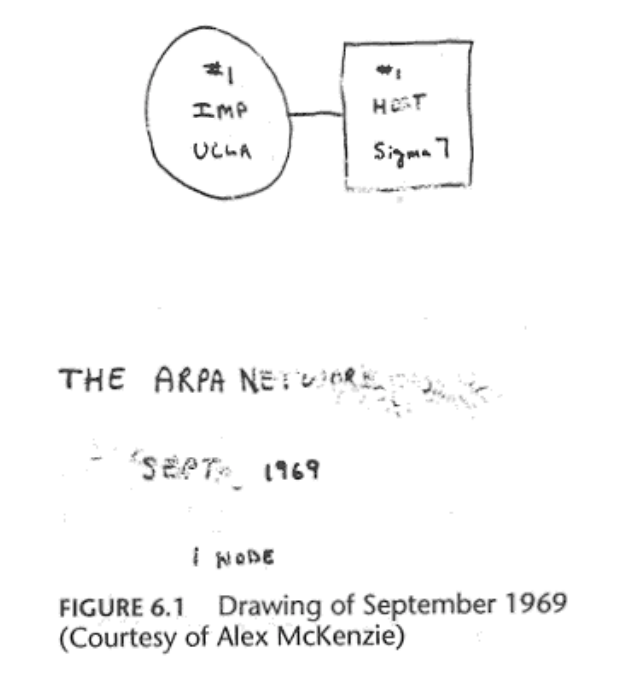 #1
IMP
UCLA
#1
HOST
Sigma 7
THE ARPA NETWORK
SEPT. 1969
1 NODE
FIGURE 6.1 Drawing of September 1969
(Courtesy of Alex McKenzie)